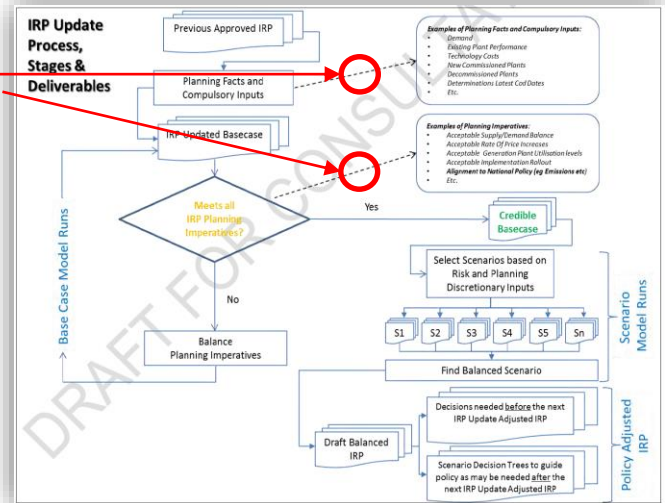 IRP Update
Process,
Stages &
Deliverables
Previous Approved IRP
Planning Facts and
Compulsory Inputs
Examples of Planning Facts and Compulsory Inputs:
• Demand
• Existing Plant Performance
• Technology Costs
• New Commissioned Plants
• Decommissioned Plants
• Determinations Latest Cod Dates
• Etc.
IRP Updated Basecase
Examples of Planning Imperatives:
• Acceptable Supply/Demand Balance
• Acceptable Rate Of Price Increases
• Acceptable Generation Plant Utilisation levels
• Acceptable Implementation Rollout
• Alignment to National Policy (eg Emissions etc)
• Etc.
Meets all
IRP Planning
Imperatives?
Yes
Credible
Basecase
Base Case Model Runs
No
Balance
Planning Imperatives
Select Scenarios based on
Risk and Planning
Discretionary Inputs
S1 S2 S3 S4 S5 Sn
Find Balanced Scenario
Scenario
Model Runs
Draft Balanced
IRP
Decisions needed before the next
IRP Update Adjusted IRP
Scenario Decision Trees to guide
policy as may be needed after the
next IRP Update Adjusted IRP
Policy Adjusted
IRP
DRAFT FOR CONSULTA